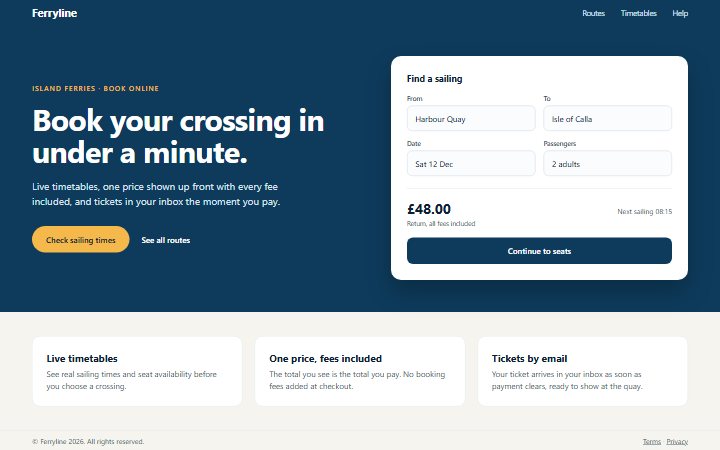 Ferryline
Routes
Timetables
Help
ISLAND FERRIES · BOOK ONLINE
Book your crossing in
under a minute.
Live timetables, one price shown up front with every fee
included, and tickets in your inbox the moment you pay.
Check sailing times
See all routes
Find a sailing
From
To
Harbour Quay
Isle of Calla
Date
Passengers
Sat 12 Dec
2 adults
£48.00
Return, all fees included
Next sailing 08:15
Continue to seats
Live timetables
See real sailing times and seat availability before
you choose a crossing.
One price, fees included
The total you see is the total you pay. No booking
fees added at checkout.
Tickets by email
Your ticket arrives in your inbox as soon as
payment clears, ready to show at the quay.
© Ferryline 2026. All rights reserved.
Terms · Privacy